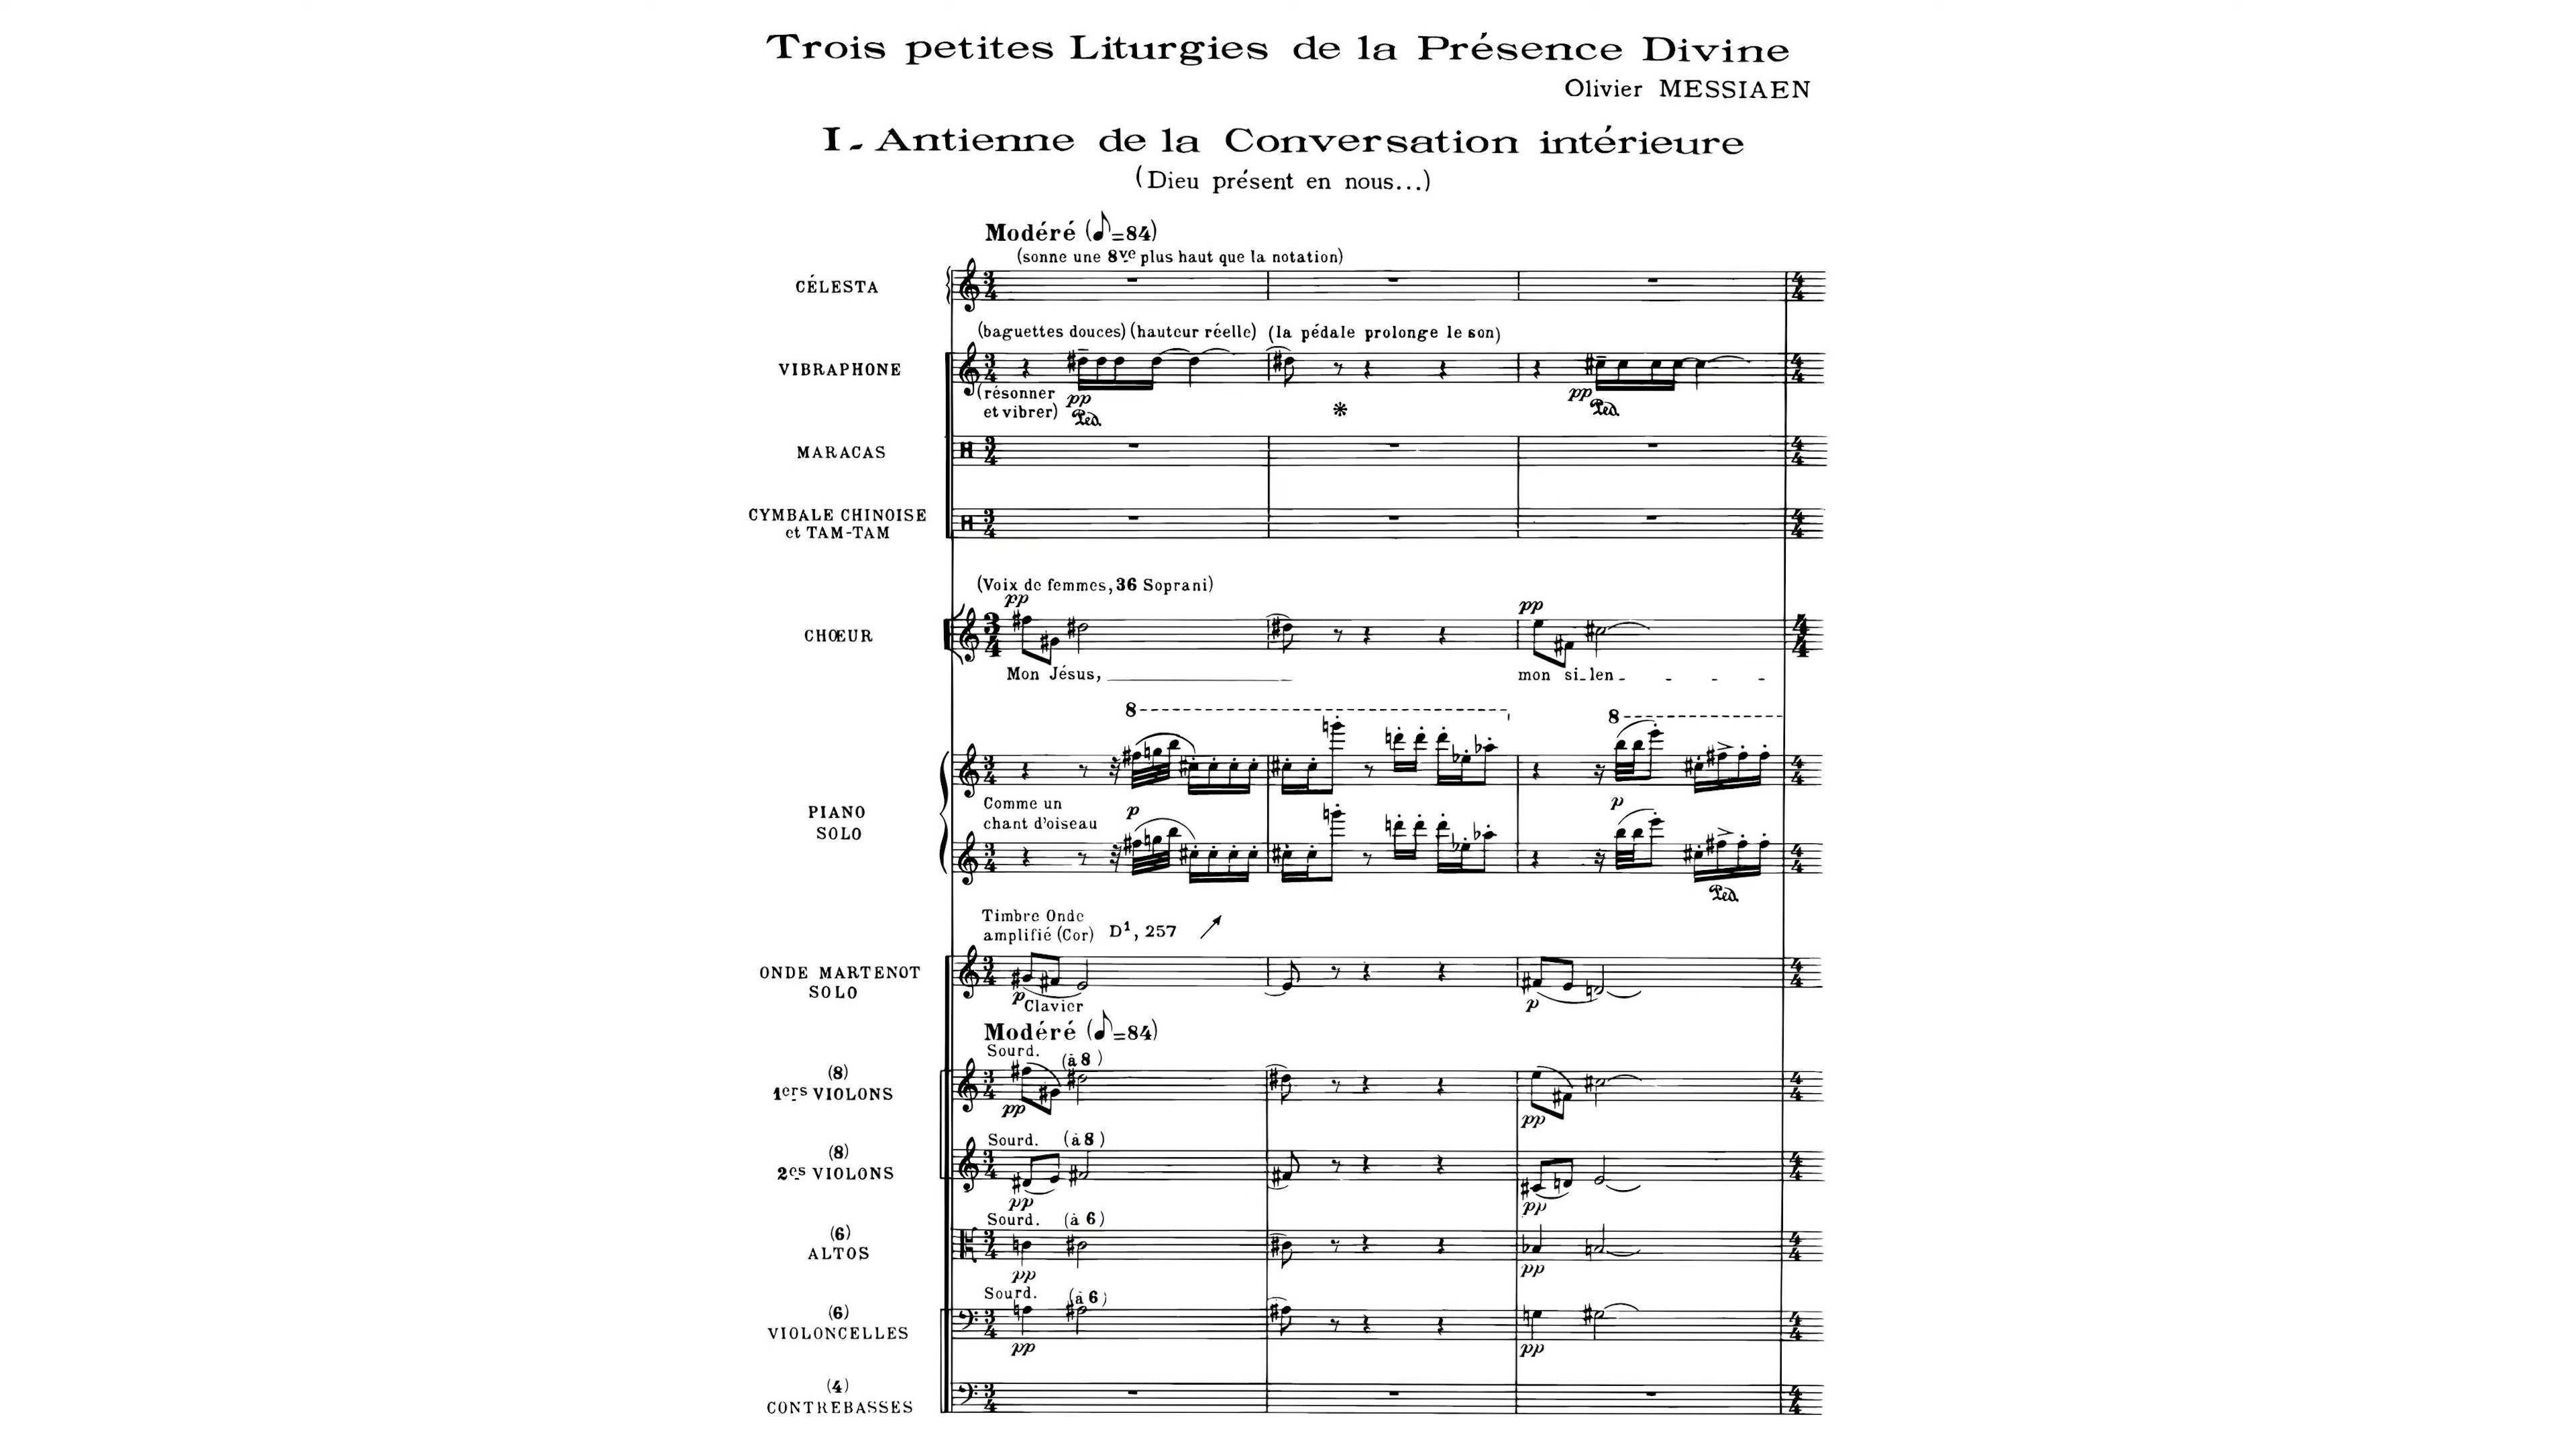 Trois petites Liturgies de la Présence Divine
Olivier MESSIAEN
I. Antienne de la Conversation intérieure
(Dieu présent en nous...)
Modéré (♪=84)
(sonne une 8ve plus haut que la notation)
CÉLESTA
(baguettes douces) (hauteur réelle) (la pédale prolonge le son)
VIBRAPHONE
(résonner
et vibrer) pp pp
Ped. * Ped.
MARACAS
CYMBALE CHINOISE
et TAM-TAM
(Voix de femmes, 36 Soprani)
pp pp
CHŒUR
Mon Jésus, mon si-len-
8 8
Comme un
chant d'oiseau
p p
PIANO
SOLO
Ped.
Timbre Onde
amplifié (Cor) D1, 257
ONDE MARTENOT
SOLO
p p
Clavier
Modéré (♪=84)
Sourd. (à 8)
(8)
1ers VIOLONS
pp pp
Sourd. (à 8)
(8)
2es VIOLONS
pp pp
Sourd. (à 6)
(6)
ALTOS
pp pp
Sourd. (à 6)
(6)
VIOLONCELLES
pp pp
(4)
CONTREBASSES